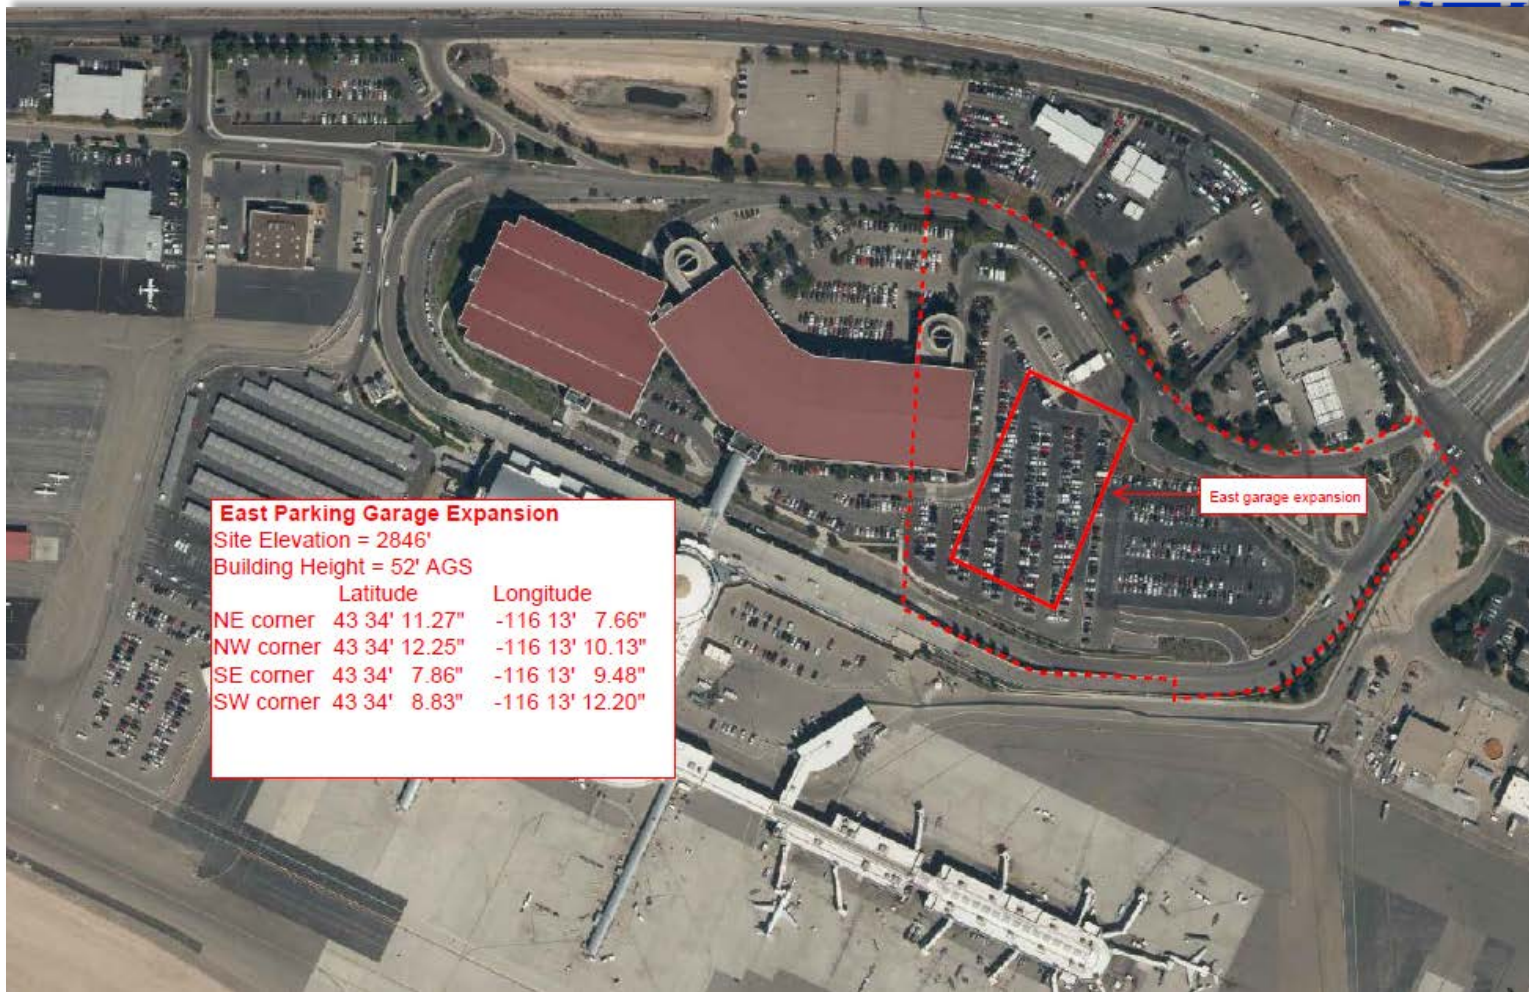 East Parking Garage Expansion
Site Elevation = 2846'
Building Height = 52' AGS
Latitude Longitude
NE corner 43 34' 11.27" -116 13' 7.66"
NW corner 43 34' 12.25" -116 13' 10.13"
SE corner 43 34' 7.86" -116 13' 9.48"
SW corner 43 34' 8.83" -116 13' 12.20"
East garage expansion